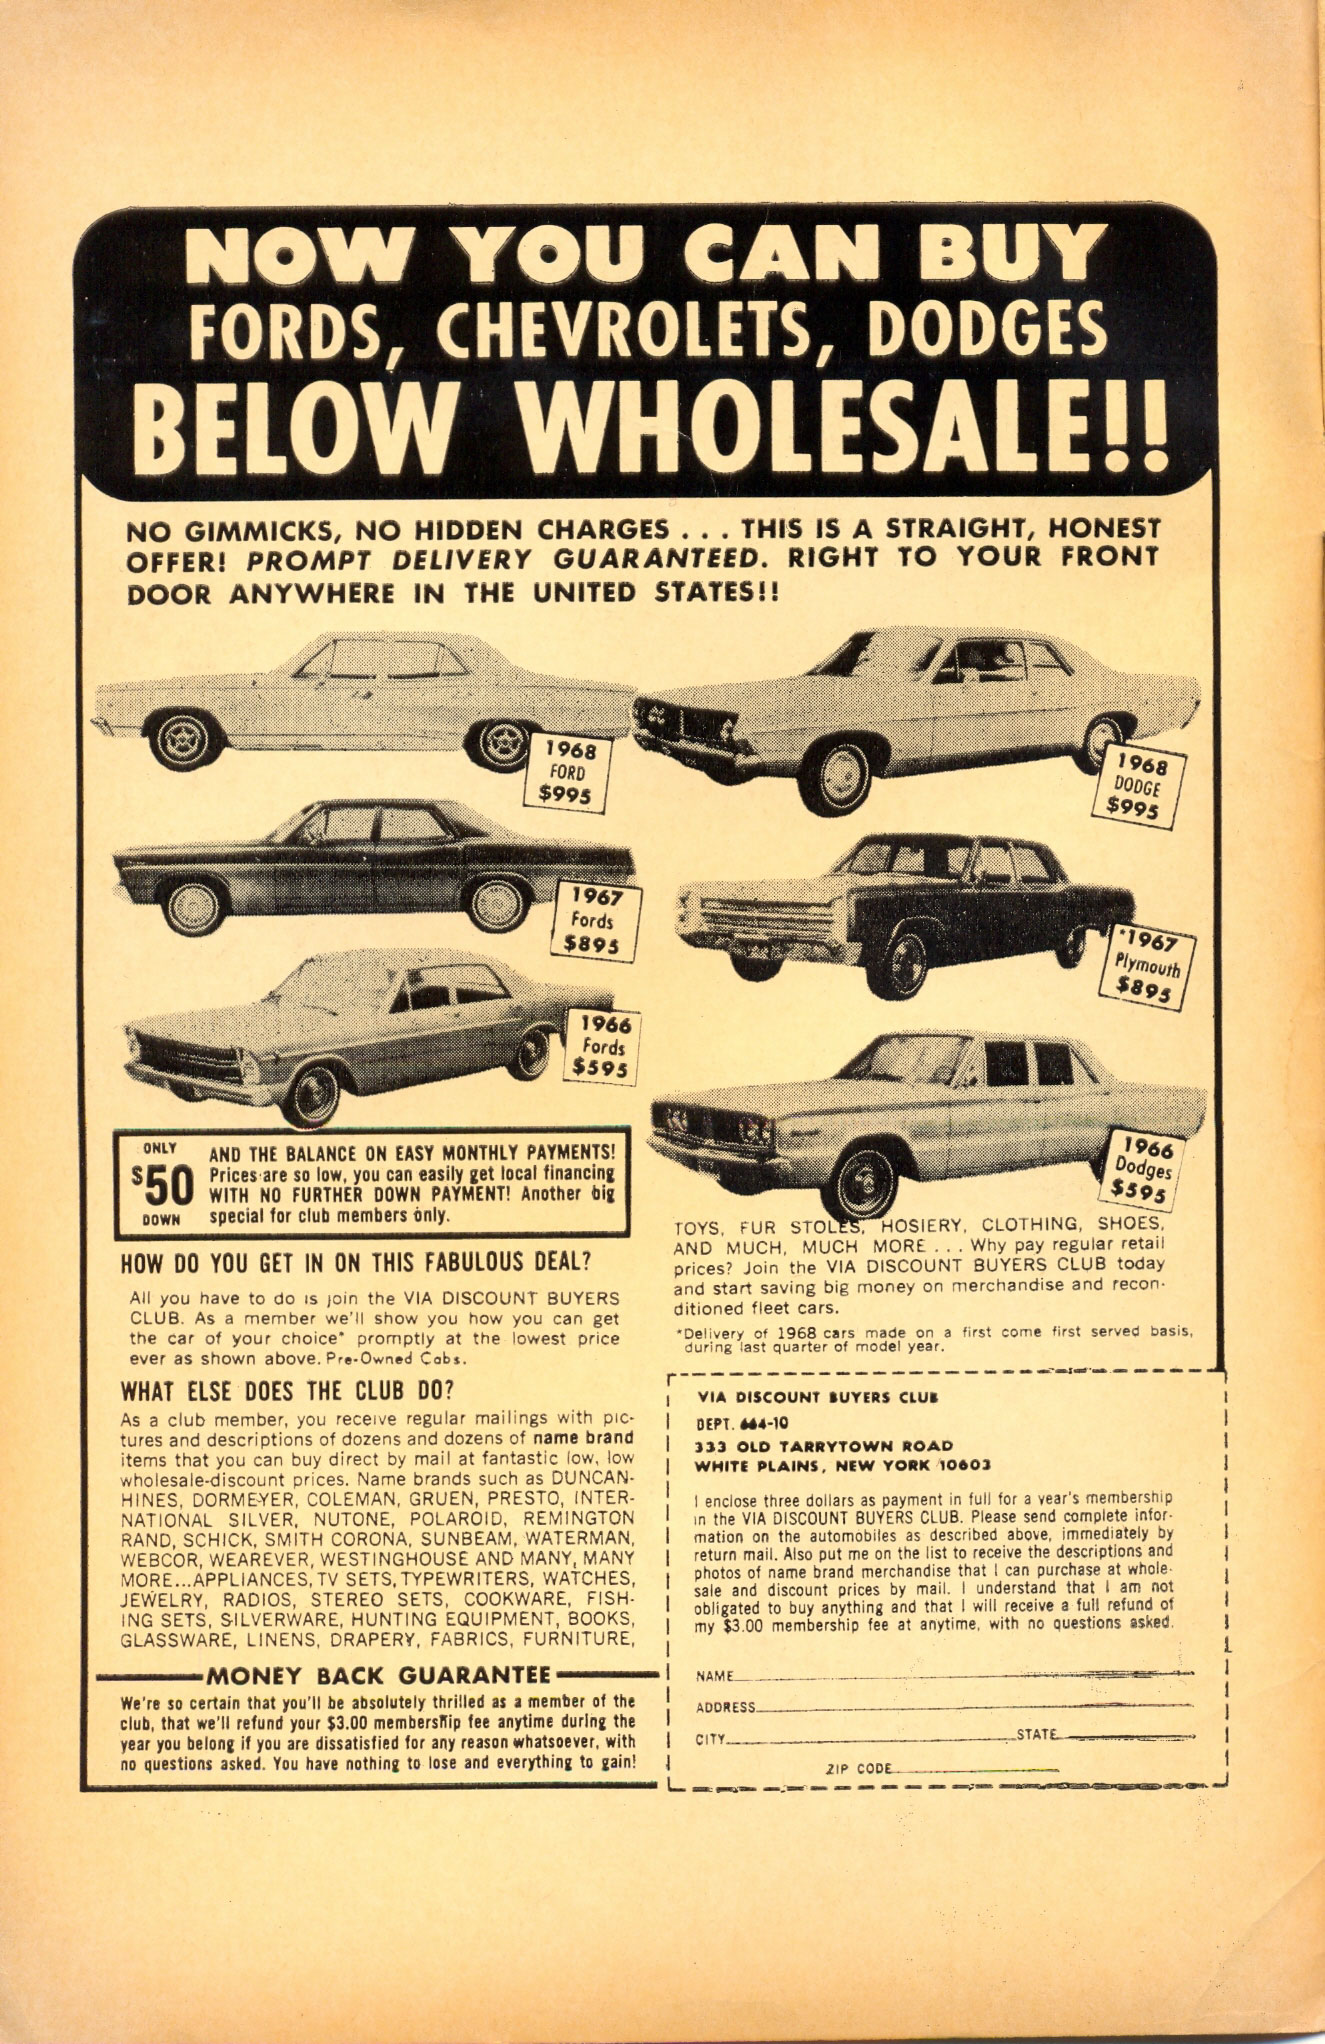 NOW YOU CAN BUY
FORDS, CHEVROLETS, DODGES
BELOW WHOLESALE!!
NO GIMMICKS, NO HIDDEN CHARGES . . . THIS IS A STRAIGHT, HONEST
OFFER! PROMPT DELIVERY GUARANTEED. RIGHT TO YOUR FRONT
DOOR ANYWHERE IN THE UNITED STATES!!
1968
FORD
$995
1968
DODGE
$995
1967
Fords
$895
*1967
Plymouth
$895
1966
Fords
$595
1966
Dodges
$595
ONLY
$50
DOWN
AND THE BALANCE ON EASY MONTHLY PAYMENTS!
Prices are so low, you can easily get local financing
WITH NO FURTHER DOWN PAYMENT! Another big
special for club members only.
HOW DO YOU GET IN ON THIS FABULOUS DEAL?
All you have to do is join the VIA DISCOUNT BUYERS
CLUB. As a member we'll show you how you can get
the car of your choice* promptly at the lowest price
ever as shown above. Pre-Owned Cabs.
WHAT ELSE DOES THE CLUB DO?
As a club member, you receive regular mailings with pic-
tures and descriptions of dozens and dozens of name brand
items that you can buy direct by mail at fantastic low, low
wholesale-discount prices. Name brands such as DUNCAN-
HINES, DORMEYER, COLEMAN, GRUEN, PRESTO, INTER-
NATIONAL SILVER, NUTONE, POLAROID, REMINGTON
RAND, SCHICK, SMITH CORONA, SUNBEAM, WATERMAN,
WEBCOR, WEAREVER, WESTINGHOUSE AND MANY, MANY
MORE...APPLIANCES, TV SETS, TYPEWRITERS, WATCHES,
JEWELRY, RADIOS, STEREO SETS, COOKWARE, FISH-
ING SETS, SILVERWARE, HUNTING EQUIPMENT, BOOKS,
GLASSWARE, LINENS, DRAPERY, FABRICS, FURNITURE,
TOYS, FUR STOLES, HOSIERY, CLOTHING, SHOES,
AND MUCH, MUCH MORE . . . Why pay regular retail
prices? Join the VIA DISCOUNT BUYERS CLUB today
and start saving big money on merchandise and recon-
ditioned fleet cars.
*Delivery of 1968 cars made on a first come first served basis,
during last quarter of model year.
MONEY BACK GUARANTEE
We're so certain that you'll be absolutely thrilled as a member of the
club, that we'll refund your $3.00 membership fee anytime during the
year you belong if you are dissatisfied for any reason whatsoever, with
no questions asked. You have nothing to lose and everything to gain!
VIA DISCOUNT BUYERS CLUB
DEPT.
333 OLD TARRYTOWN ROAD
WHITE PLAINS, NEW YORK 10603
I enclose three dollars as payment in full for a year's membership
in the VIA DISCOUNT BUYERS CLUB. Please send complete infor-
mation on the automobiles as described above, immediately by
return mail. Also put me on the list to receive the descriptions and
photos of name brand merchandise that I can purchase at whole-
sale and discount prices by mail. I understand that I am not
obligated to buy anything and that I will receive a full refund of
my $3.00 membership fee at anytime, with no questions asked.
NAME
ADDRESS
CITY STATE
ZIP CODE